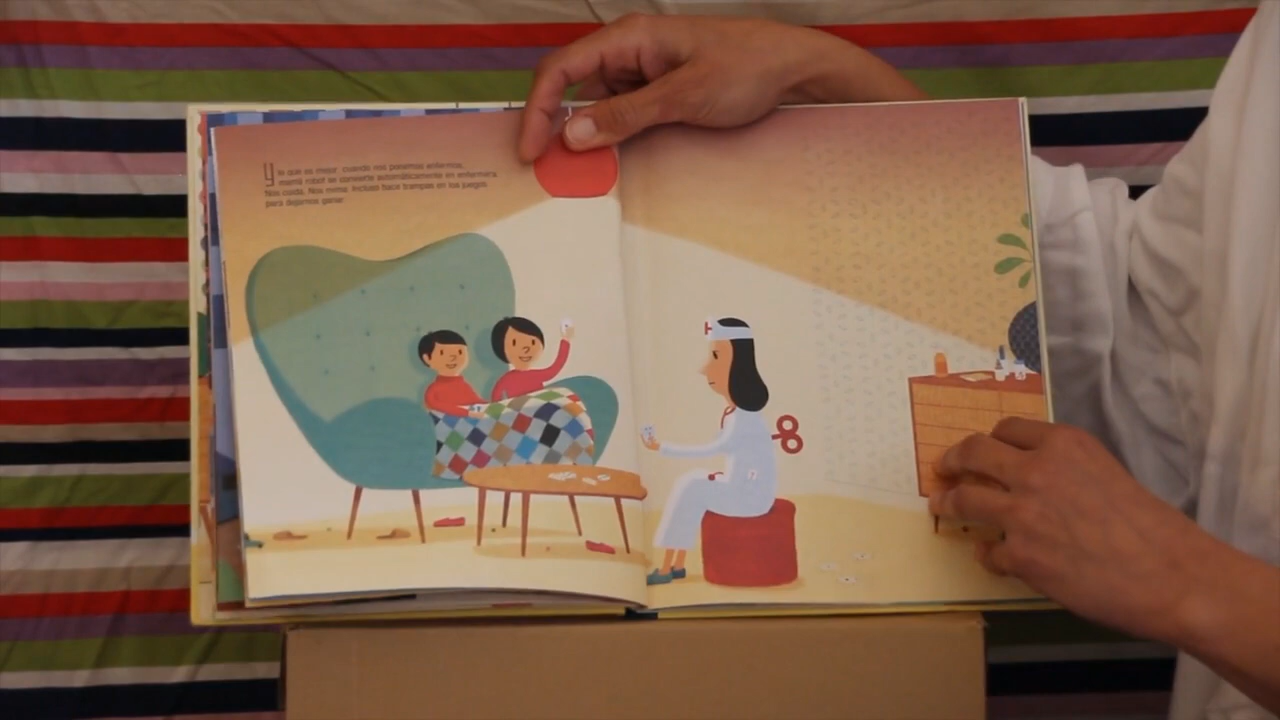 Y lo que es mejor: cuando nos ponemos enfermos,
mamá robot se convierte automáticamente en enfermera.
Nos cuida. Nos mima. Incluso hace trampas en los juegos
para dejarnos ganar.
H